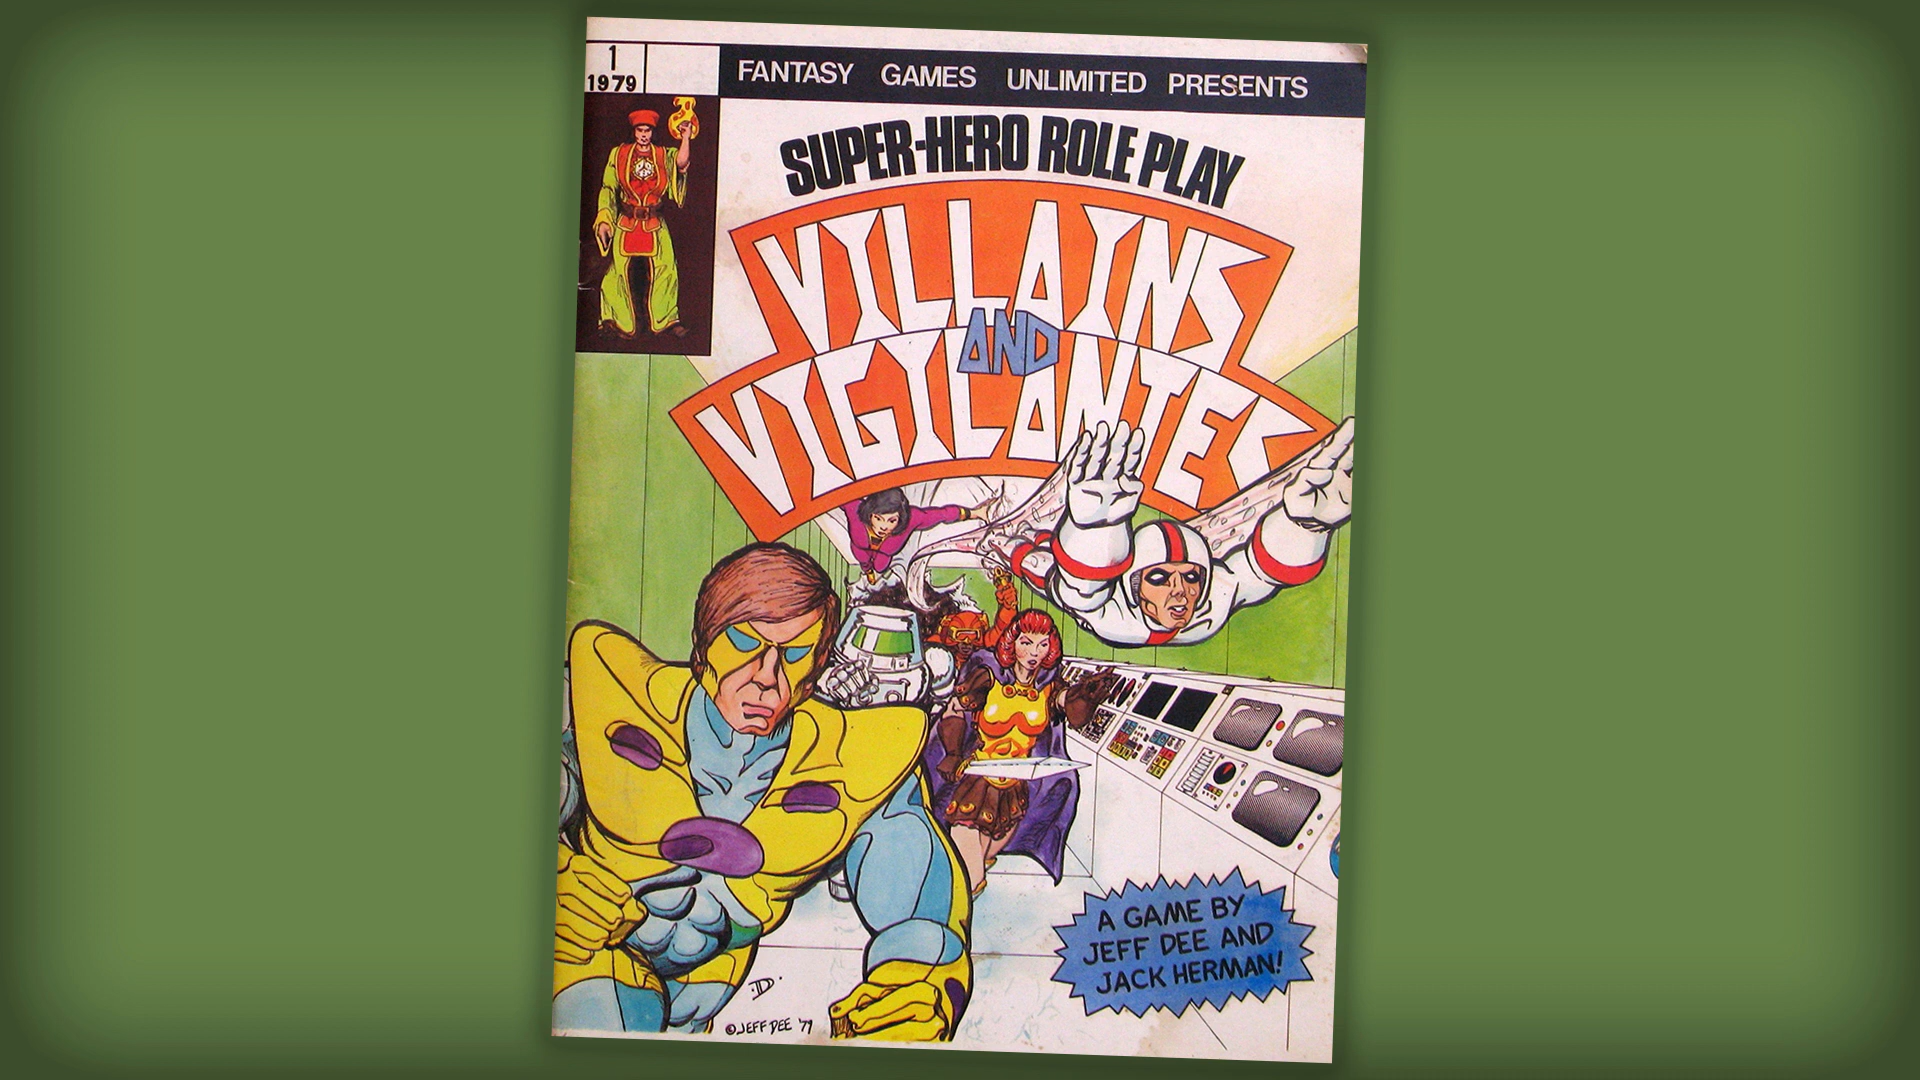 1
1979
FANTASY GAMES UNLIMITED PRESENTS
SUPER-HERO ROLE PLAY
VILLAINS
AND
VIGILANTES
A GAME BY
JEFF DEE AND
JACK HERMAN!
D
©JEFF DEE '79